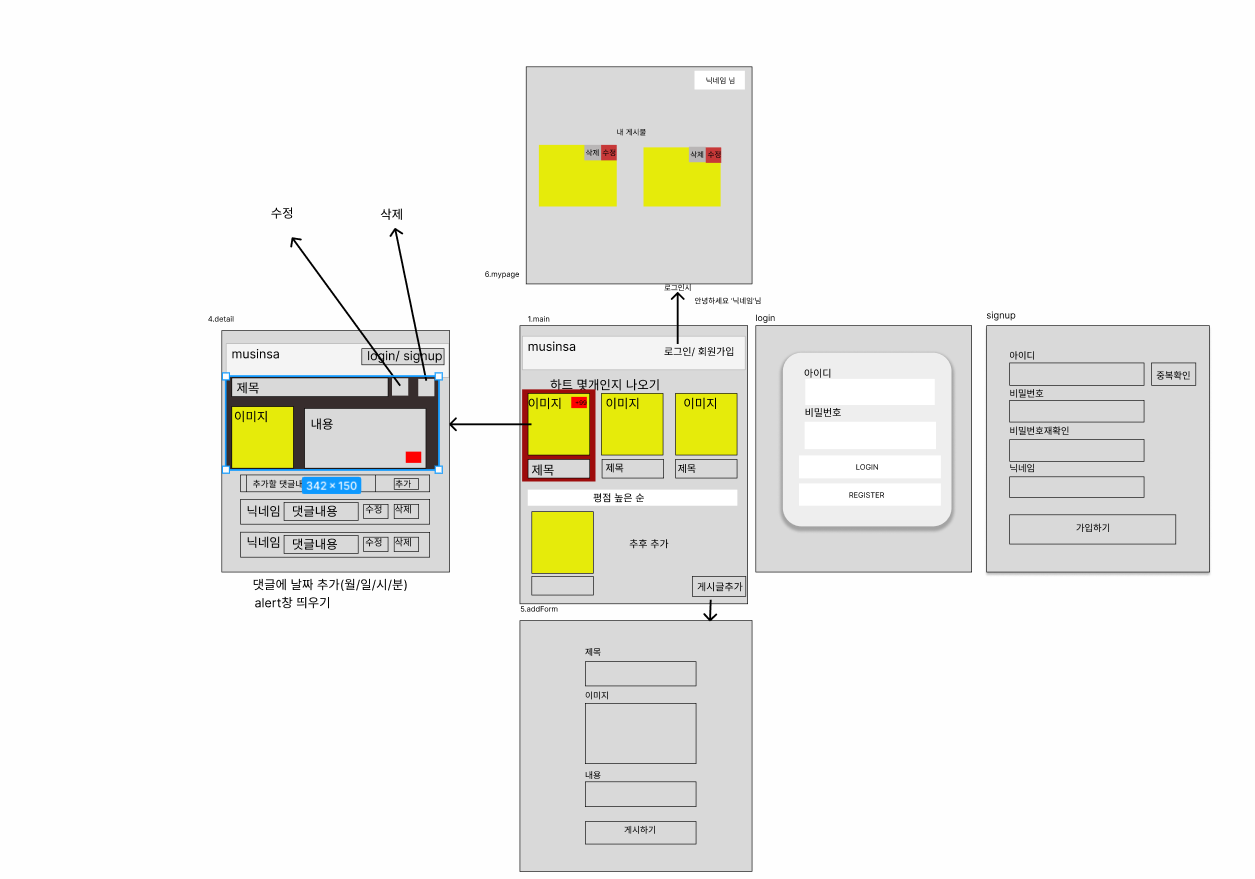 닉네임 님
내 게시물
삭제 수정
삭제 수정
6.mypage
로그인시
안녕하세요 '닉네임'님
수정
삭제
4.detail
musinsa
login/ signup
제목
이미지
내용
추가할 댓글내
342 × 150
추가
닉네임 댓글내용 수정 삭제
닉네임 댓글내용 수정 삭제
댓글에 날짜 추가(월/일/시/분)
alert창 띄우기
1.main
musinsa
로그인/ 회원가입
하트 몇개인지 나오기
이미지 이미지 이미지
제목 제목 제목
평점 높은 순
추후 추가
게시글추가
login
아이디
비밀번호
LOGIN
REGISTER
signup
아이디
중복확인
비밀번호
비밀번호재확인
닉네임
가입하기
5.addForm
제목
이미지
내용
게시하기